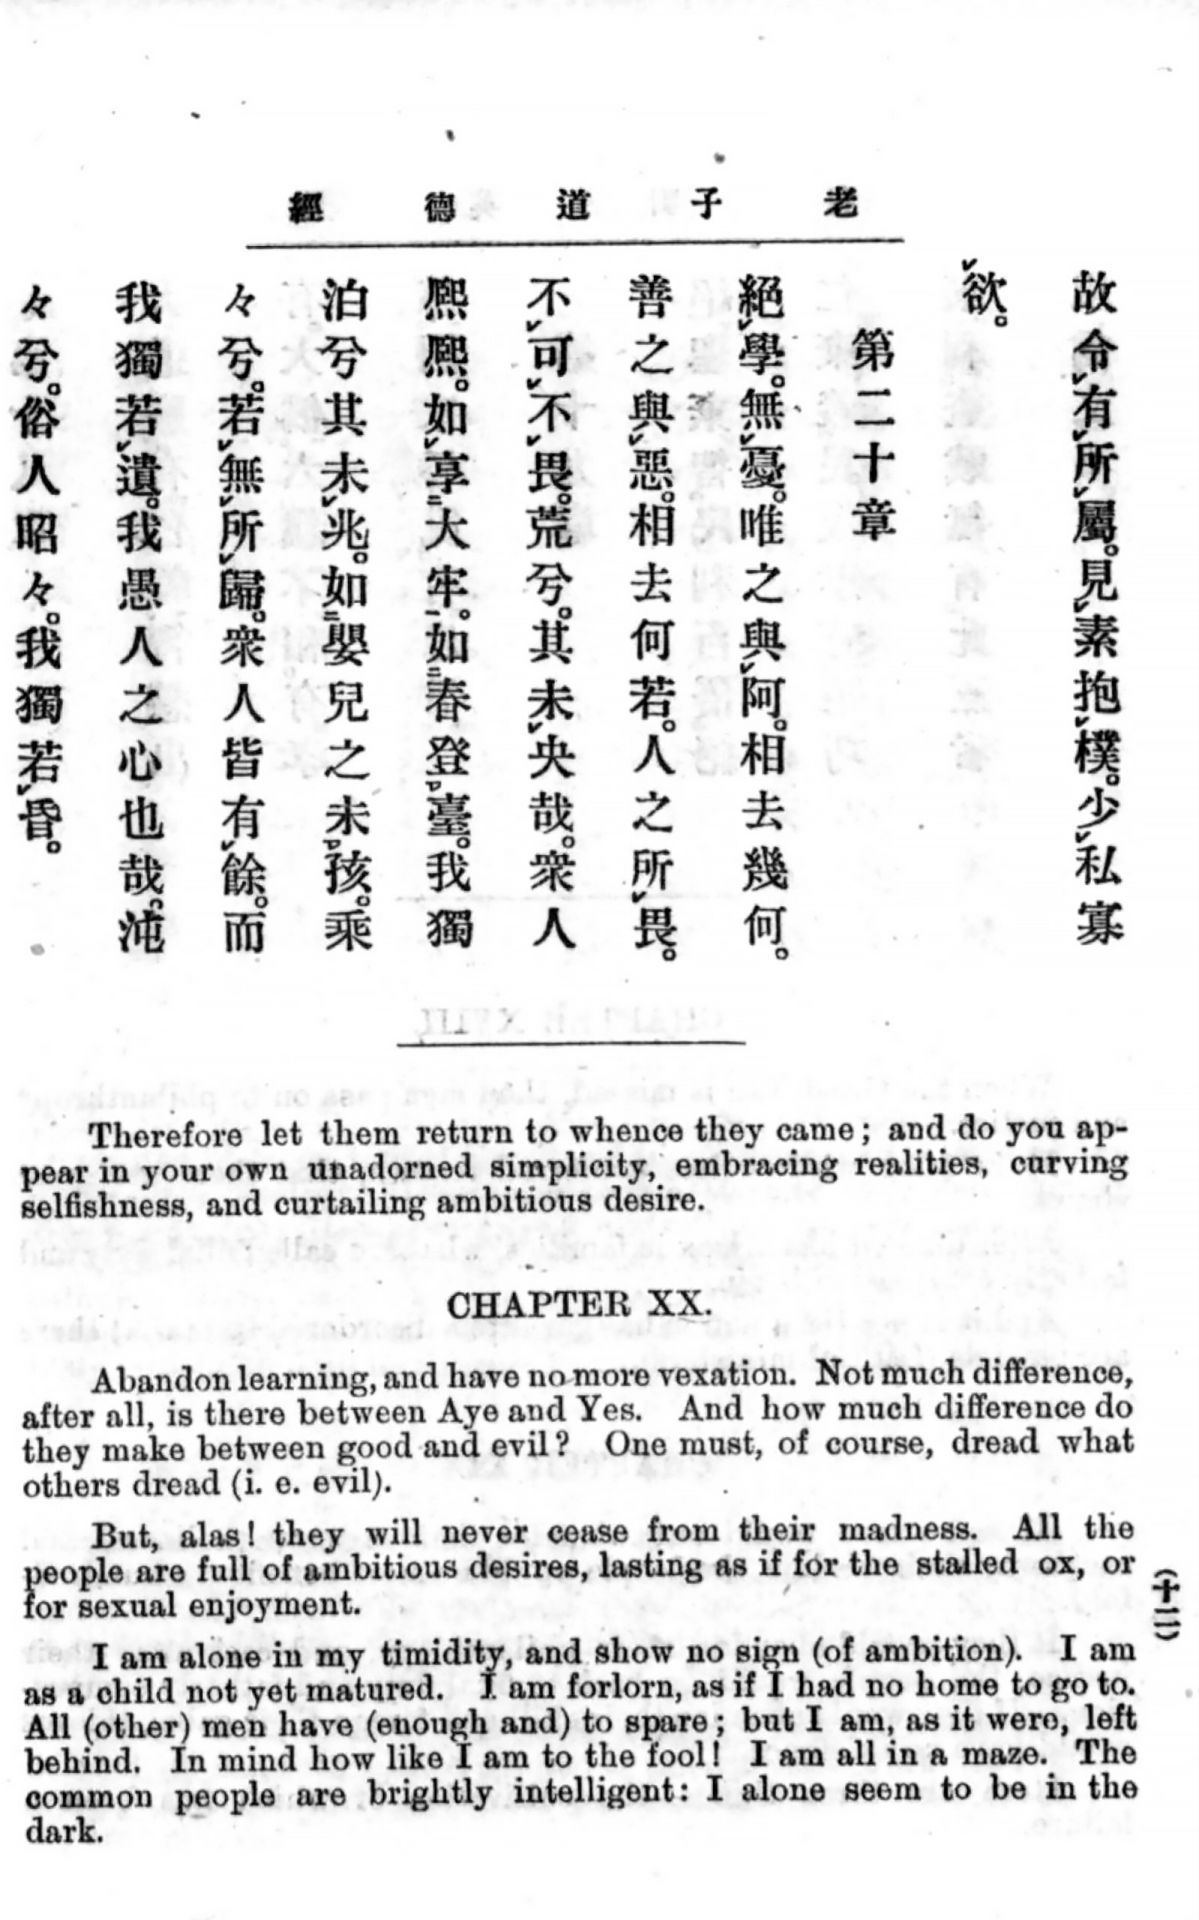 老子道德經
故令有所屬。見素抱樸。少私寡
欲。
第二十章
絕學。無憂。唯之與阿。相去幾何。
善之與惡。相去何若。人之所畏。
不可不畏。荒兮。其未央哉。衆人
熙熙。如享大牢。如春登臺。我獨
泊兮其未兆。如嬰兒之未孩。乘
々兮。若無所歸。衆人皆有餘。而
我獨若遺。我愚人之心也哉。沌
々兮。俗人昭々。我獨若昏。
Therefore let them return to whence they came; and do you ap-
pear in your own unadorned simplicity, embracing realities, curving
selfishness, and curtailing ambitious desire.
CHAPTER XX.
Abandon learning, and have no more vexation. Not much difference,
after all, is there between Aye and Yes. And how much difference do
they make between good and evil? One must, of course, dread what
others dread (i. e. evil).
But, alas! they will never cease from their madness. All the
people are full of ambitious desires, lasting as if for the stalled ox, or
for sexual enjoyment.
I am alone in my timidity, and show no sign (of ambition). I am
as a child not yet matured. I am forlorn, as if I had no home to go to.
All (other) men have (enough and) to spare; but I am, as it were, left
behind. In mind how like I am to the fool! I am all in a maze. The
common people are brightly intelligent: I alone seem to be in the
dark.
(十二)